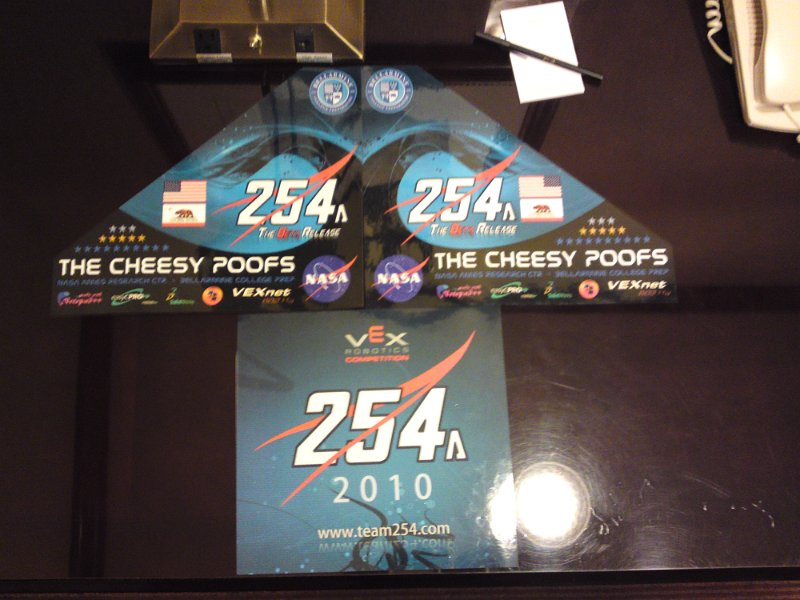 BELLARMINE
BELLARMINE
254A
The Beta Release
The Cheesy Poofs
NASA AMES RESEARCH CTR - BELLARMINE COLLEGE PREP
NASA
VEXnet
254A
The Beta Release
The Cheesy Poofs
NASA AMES RESEARCH CTR - BELLARMINE COLLEGE PREP
NASA
VEXnet
VEX
ROBOTICS
COMPETITION
254A
2010
www.team254.com